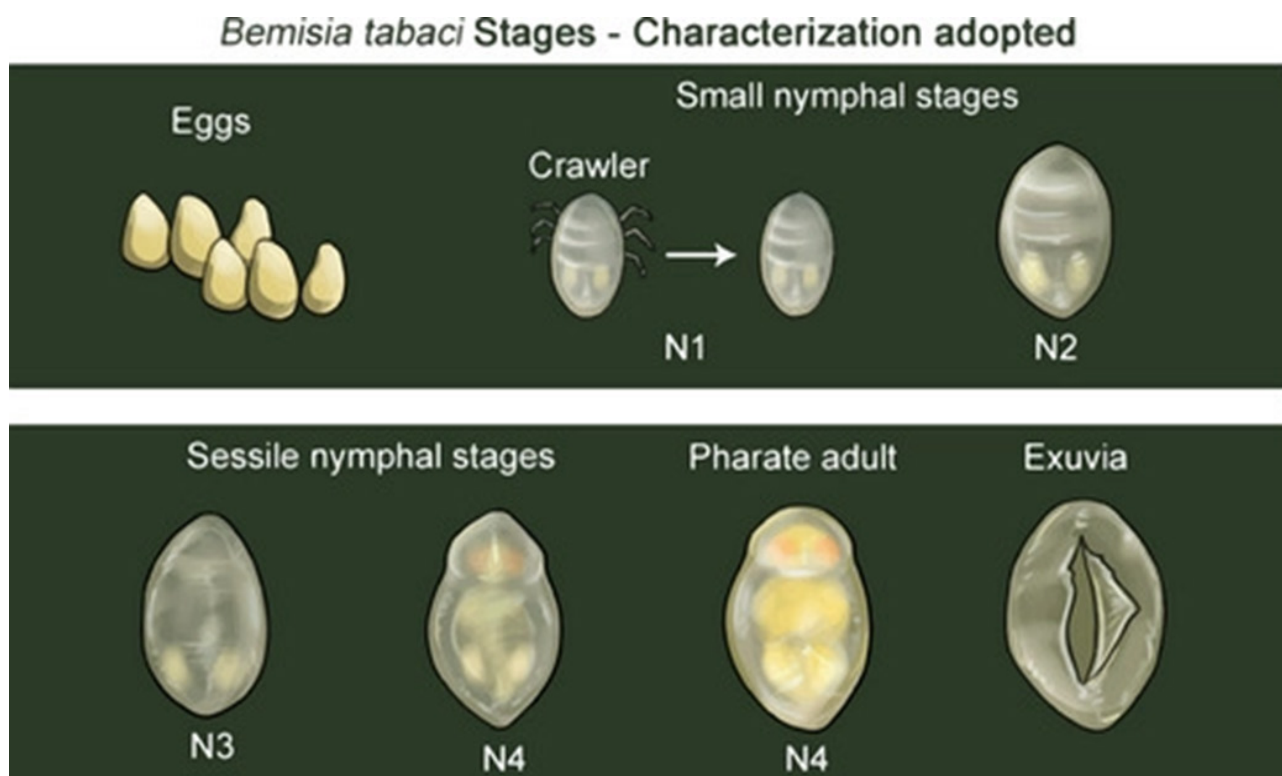 Bemisia tabaci Stages - Characterization adopted
Eggs
Small nymphal stages
Crawler
N1
N2
Sessile nymphal stages
Pharate adult
Exuvia
N3
N4
N4